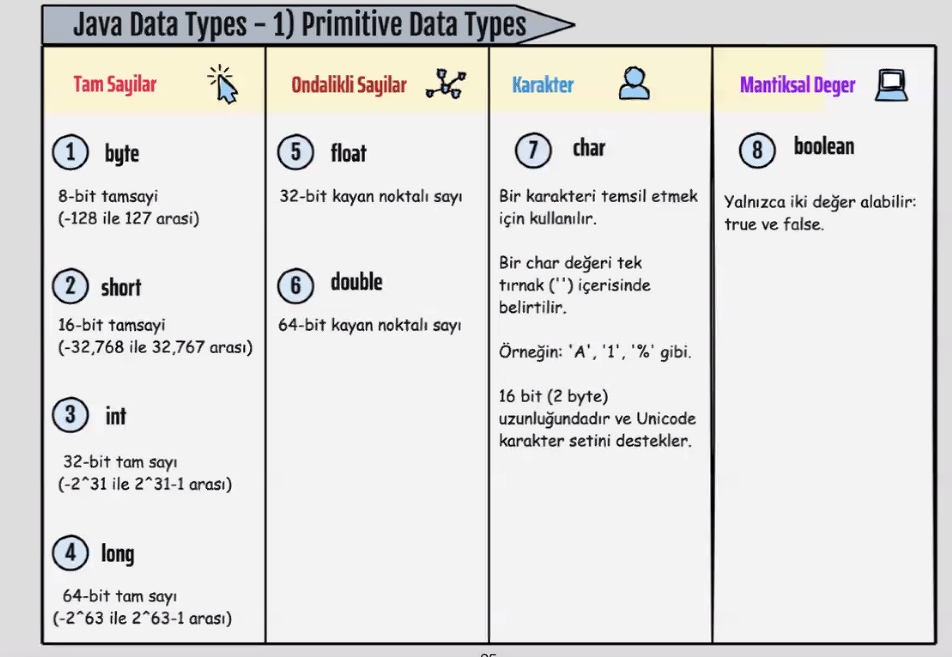 Java Data Types - 1) Primitive Data Types
Tam Sayilar
1 byte
8-bit tamsayi
(-128 ile 127 arasi)
2 short
16-bit tamsayi
(-32,768 ile 32,767 arası)
3 int
32-bit tam sayı
(-2^31 ile 2^31-1 arası)
4 long
64-bit tam sayı
(-2^63 ile 2^63-1 arası)
Ondalikli Sayilar
5 float
32-bit kayan noktalı sayı
6 double
64-bit kayan noktalı sayı
Karakter
7 char
Bir karakteri temsil etmek
için kullanılır.
Bir char değeri tek
tırnak ('') içerisinde
belirtilir.
Örneğin: 'A', '1', '%' gibi.
16 bit (2 byte)
uzunluğundadır ve Unicode
karakter setini destekler.
Mantiksal Deger
8 boolean
Yalnızca iki değer alabilir:
true ve false.